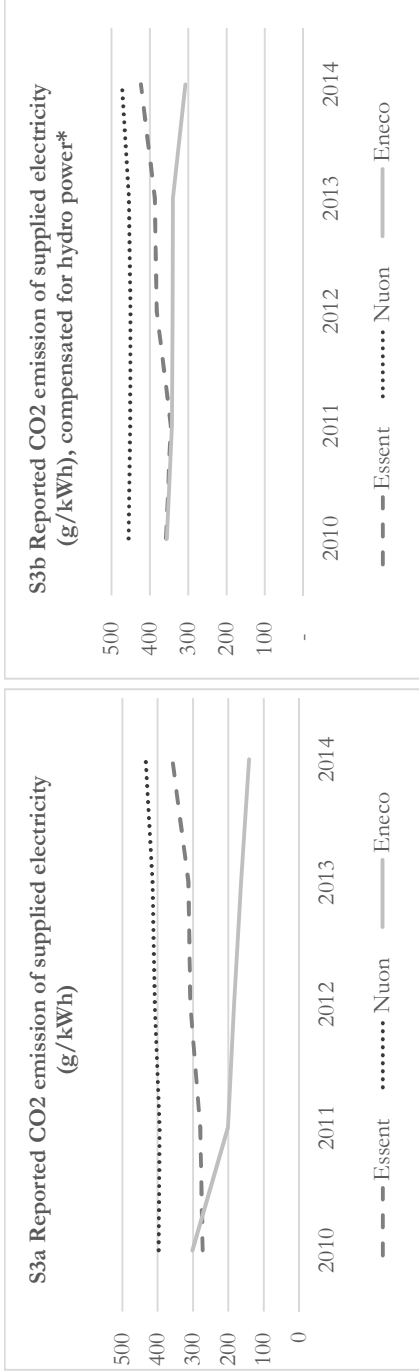 S3a Reported CO2 emission of supplied electricity
(g/kWh)
500
400
300
200
100
0
2010 2011 2012 2013 2014
Essent Nuon Eneco
S3b Reported CO2 emission of supplied electricity
(g/kWh), compensated for hydro power*
500
400
300
200
100
-
2010 2011 2012 2013 2014
Essent Nuon Eneco